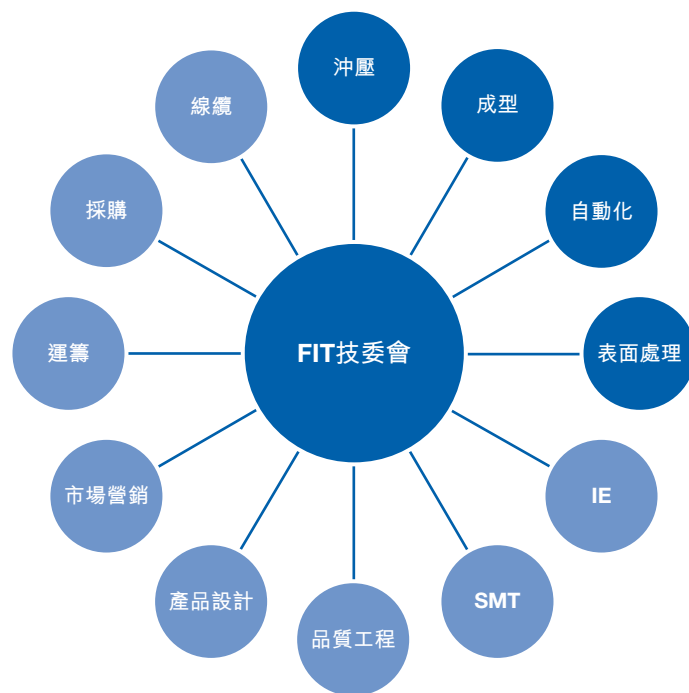 沖壓
成型
自動化
表面處理
IE
SMT
品質工程
產品設計
市場營銷
運籌
採購
線纜
FIT技委會